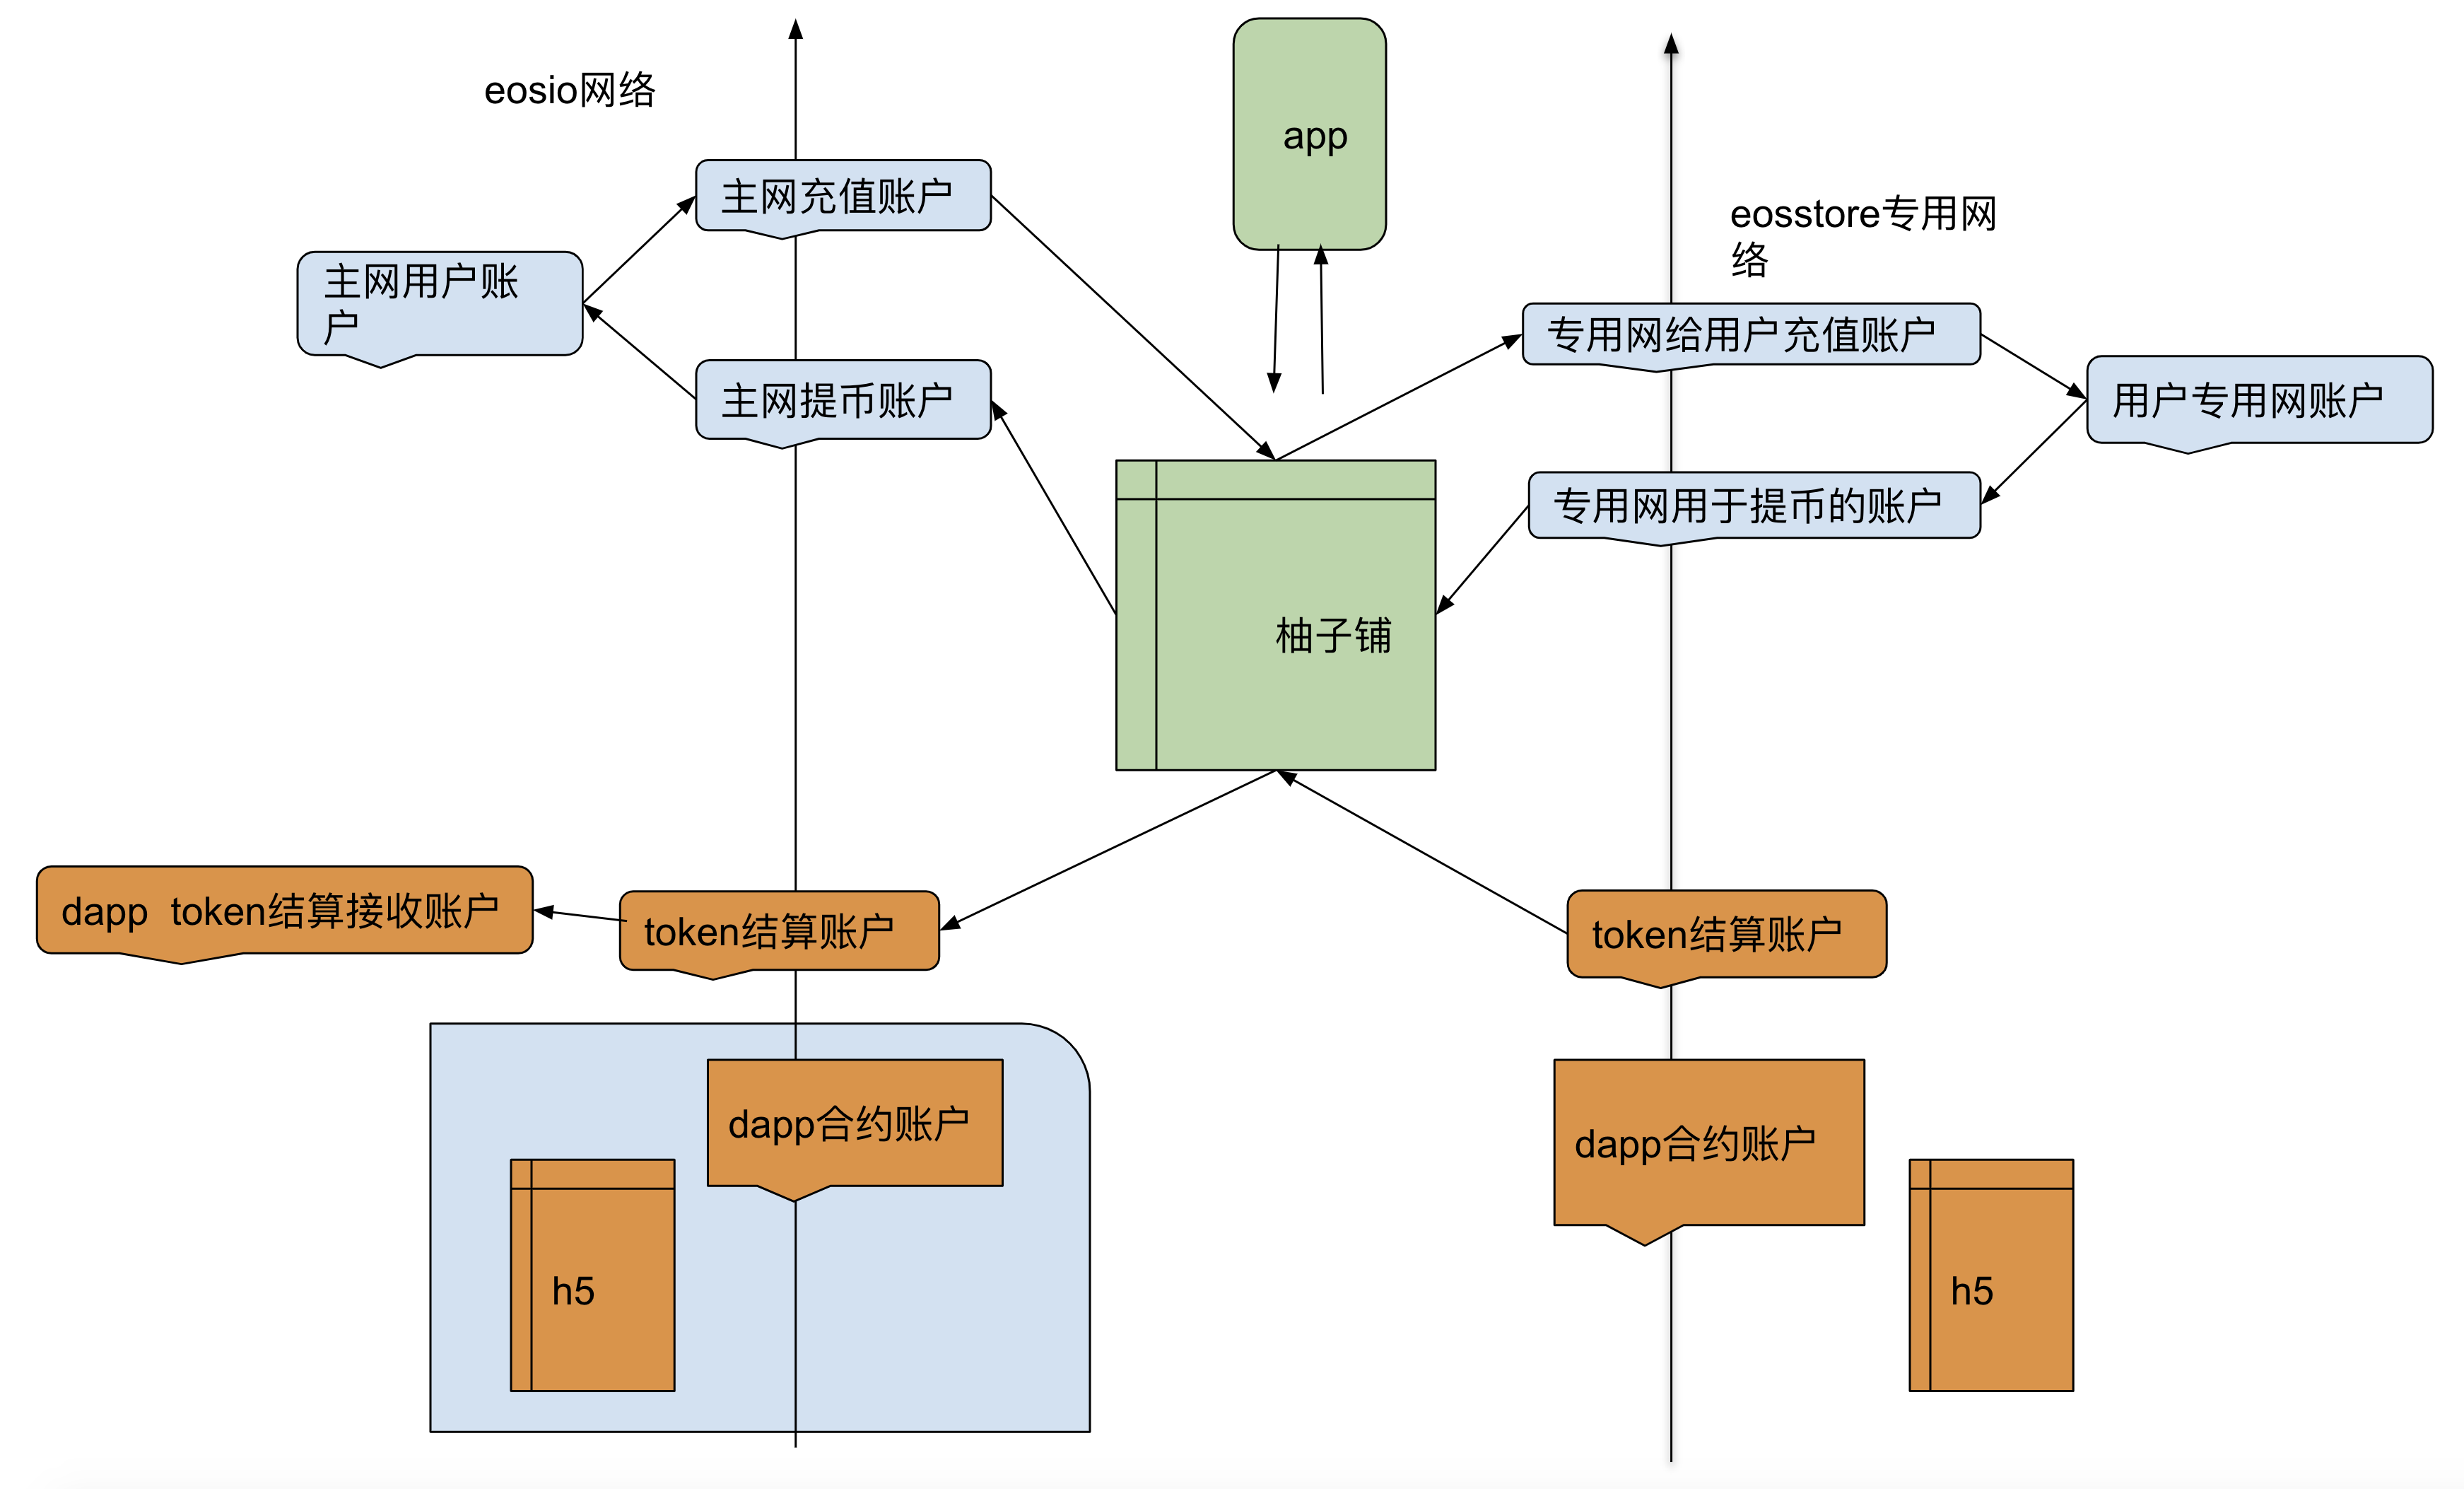 eosio网络
app
主网充值账户
eosstore专用网
络
主网用户账
户
专用网给用户充值账户
主网提币账户
用户专用网账户
专用网用于提币的账户
柚子铺
dapp  token结算接收账户
token结算账户
token结算账户
dapp合约账户
dapp合约账户
h5
h5